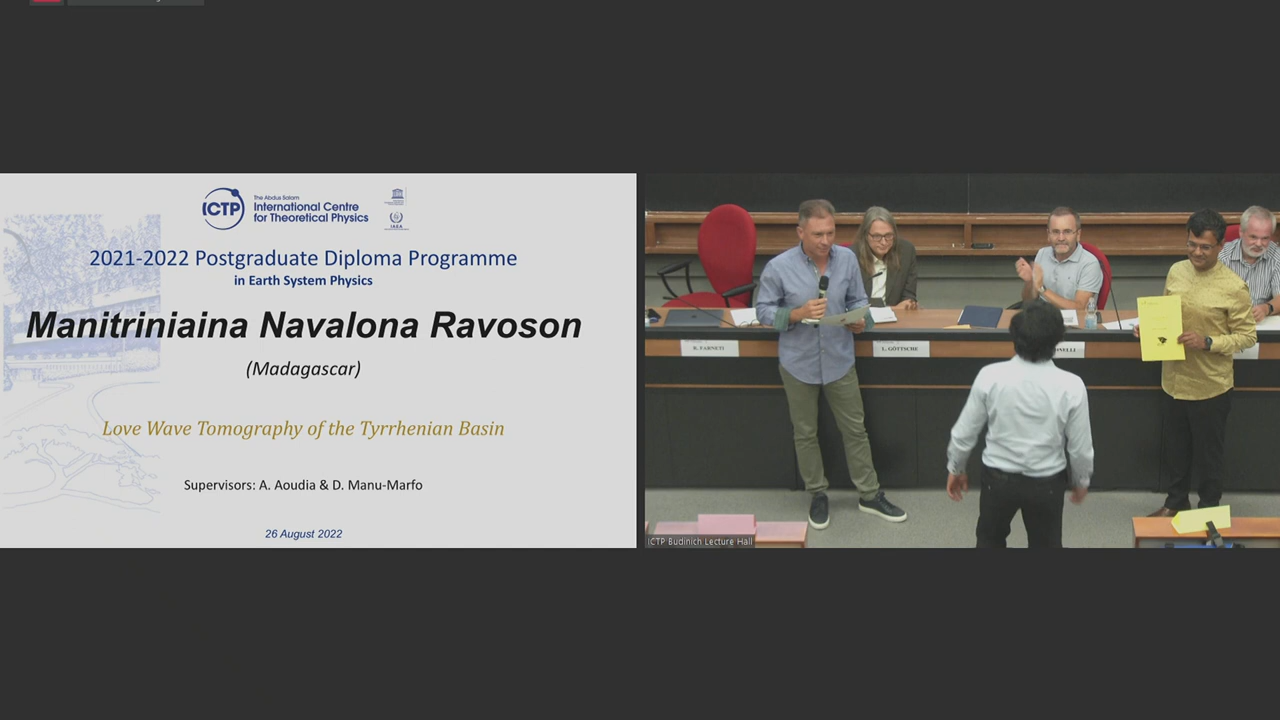 ICTP
The Abdus Salam
International Centre
for Theoretical Physics
IAEA
2021-2022 Postgraduate Diploma Programme
in Earth System Physics
Manitriniaina Navalona Ravoson
(Madagascar)
Love Wave Tomography of the Tyrrhenian Basin
Supervisors: A. Aoudia & D. Manu-Marfo
26 August 2022
R. FARNETI
L. GÖTTSCHE
ICTP Budinich Lecture Hall